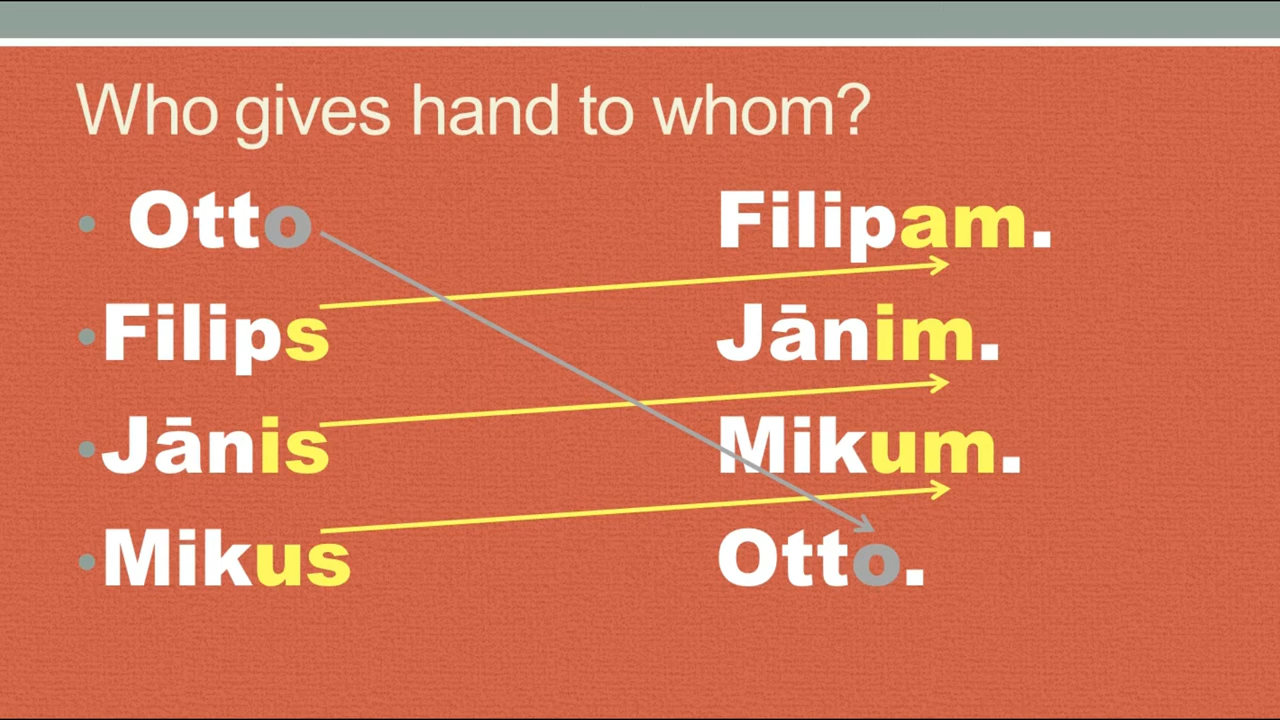 Who gives hand to whom?
• Otto Filipam.
• Filips Jānim.
• Jānis Mikum.
• Mikus Otto.